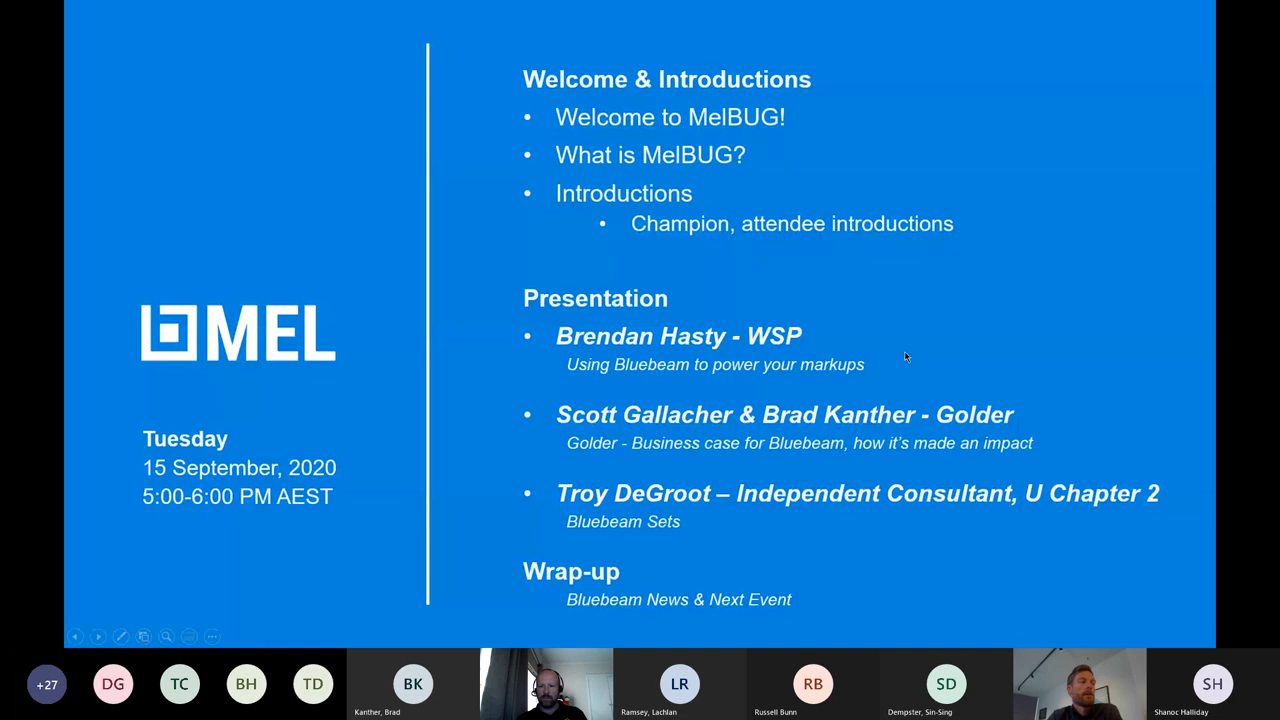 MEL
Tuesday
15 September, 2020
5:00-6:00 PM AEST
Welcome & Introductions
• Welcome to MelBUG!
• What is MelBUG?
• Introductions
• Champion, attendee introductions
Presentation
• Brendan Hasty - WSP
Using Bluebeam to power your markups
• Scott Gallacher & Brad Kanther - Golder
Golder - Business case for Bluebeam, how it's made an impact
• Troy DeGroot – Independent Consultant, U Chapter 2
Bluebeam Sets
Wrap-up
Bluebeam News & Next Event
+27
DG
TC
BH
TD
BK
Kanther, Brad
LR
Ramsey, Lachlan
RB
Russell Bunn
SD
Dempster, Sin-Sing
SH
Shanoc Halliday